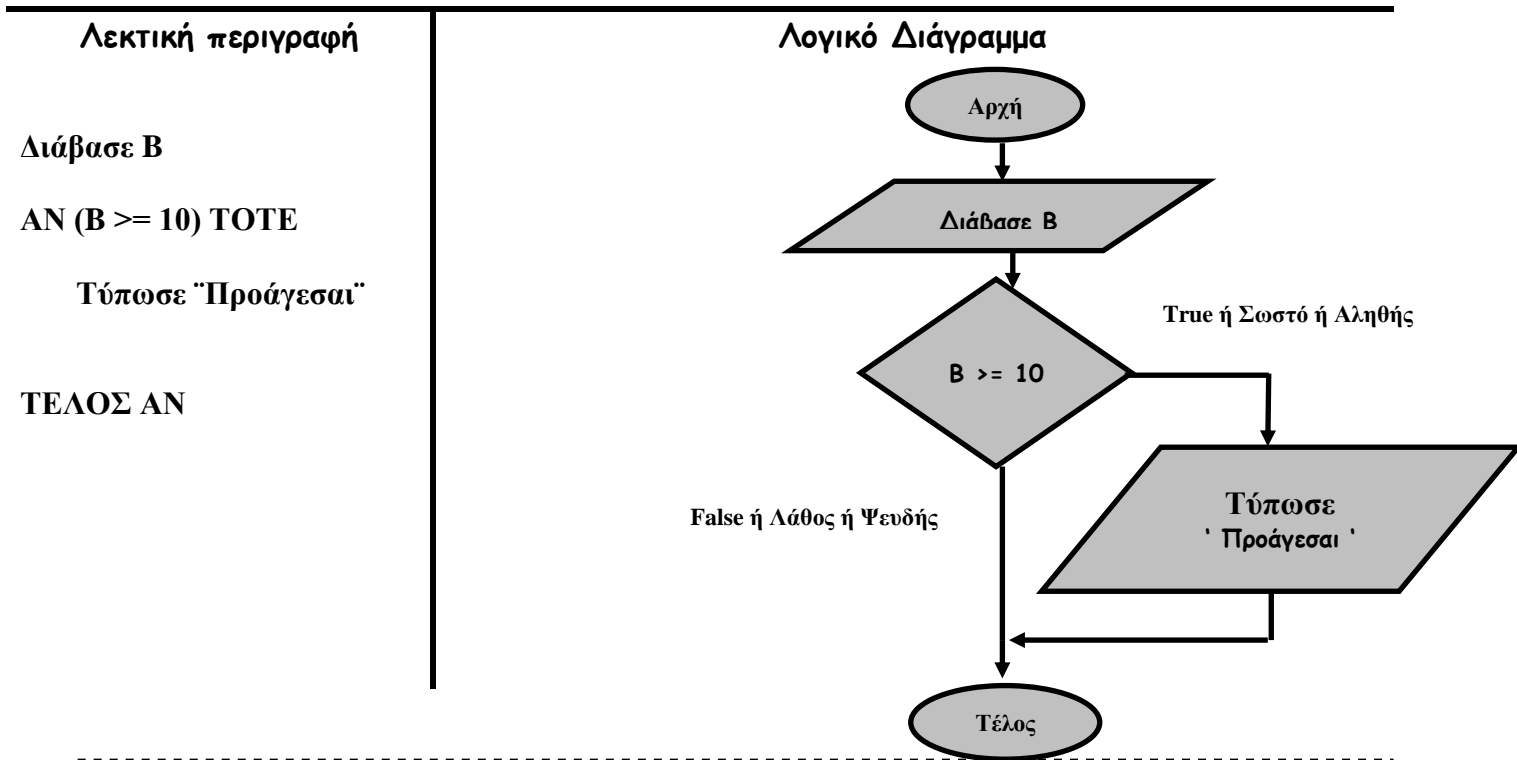 Λεκτική περιγραφή
Διάβασε Β
ΑΝ (Β >= 10) ΤΟΤΕ
Τύπωσε ¨Προάγεσαι¨
ΤΕΛΟΣ ΑΝ
Λογικό Διάγραμμα
Αρχή
Διάβασε Β
Β >= 10
True ή Σωστό ή Αληθής
False ή Λάθος ή Ψευδής
Τύπωσε
‘ Προάγεσαι ‘
Τέλος